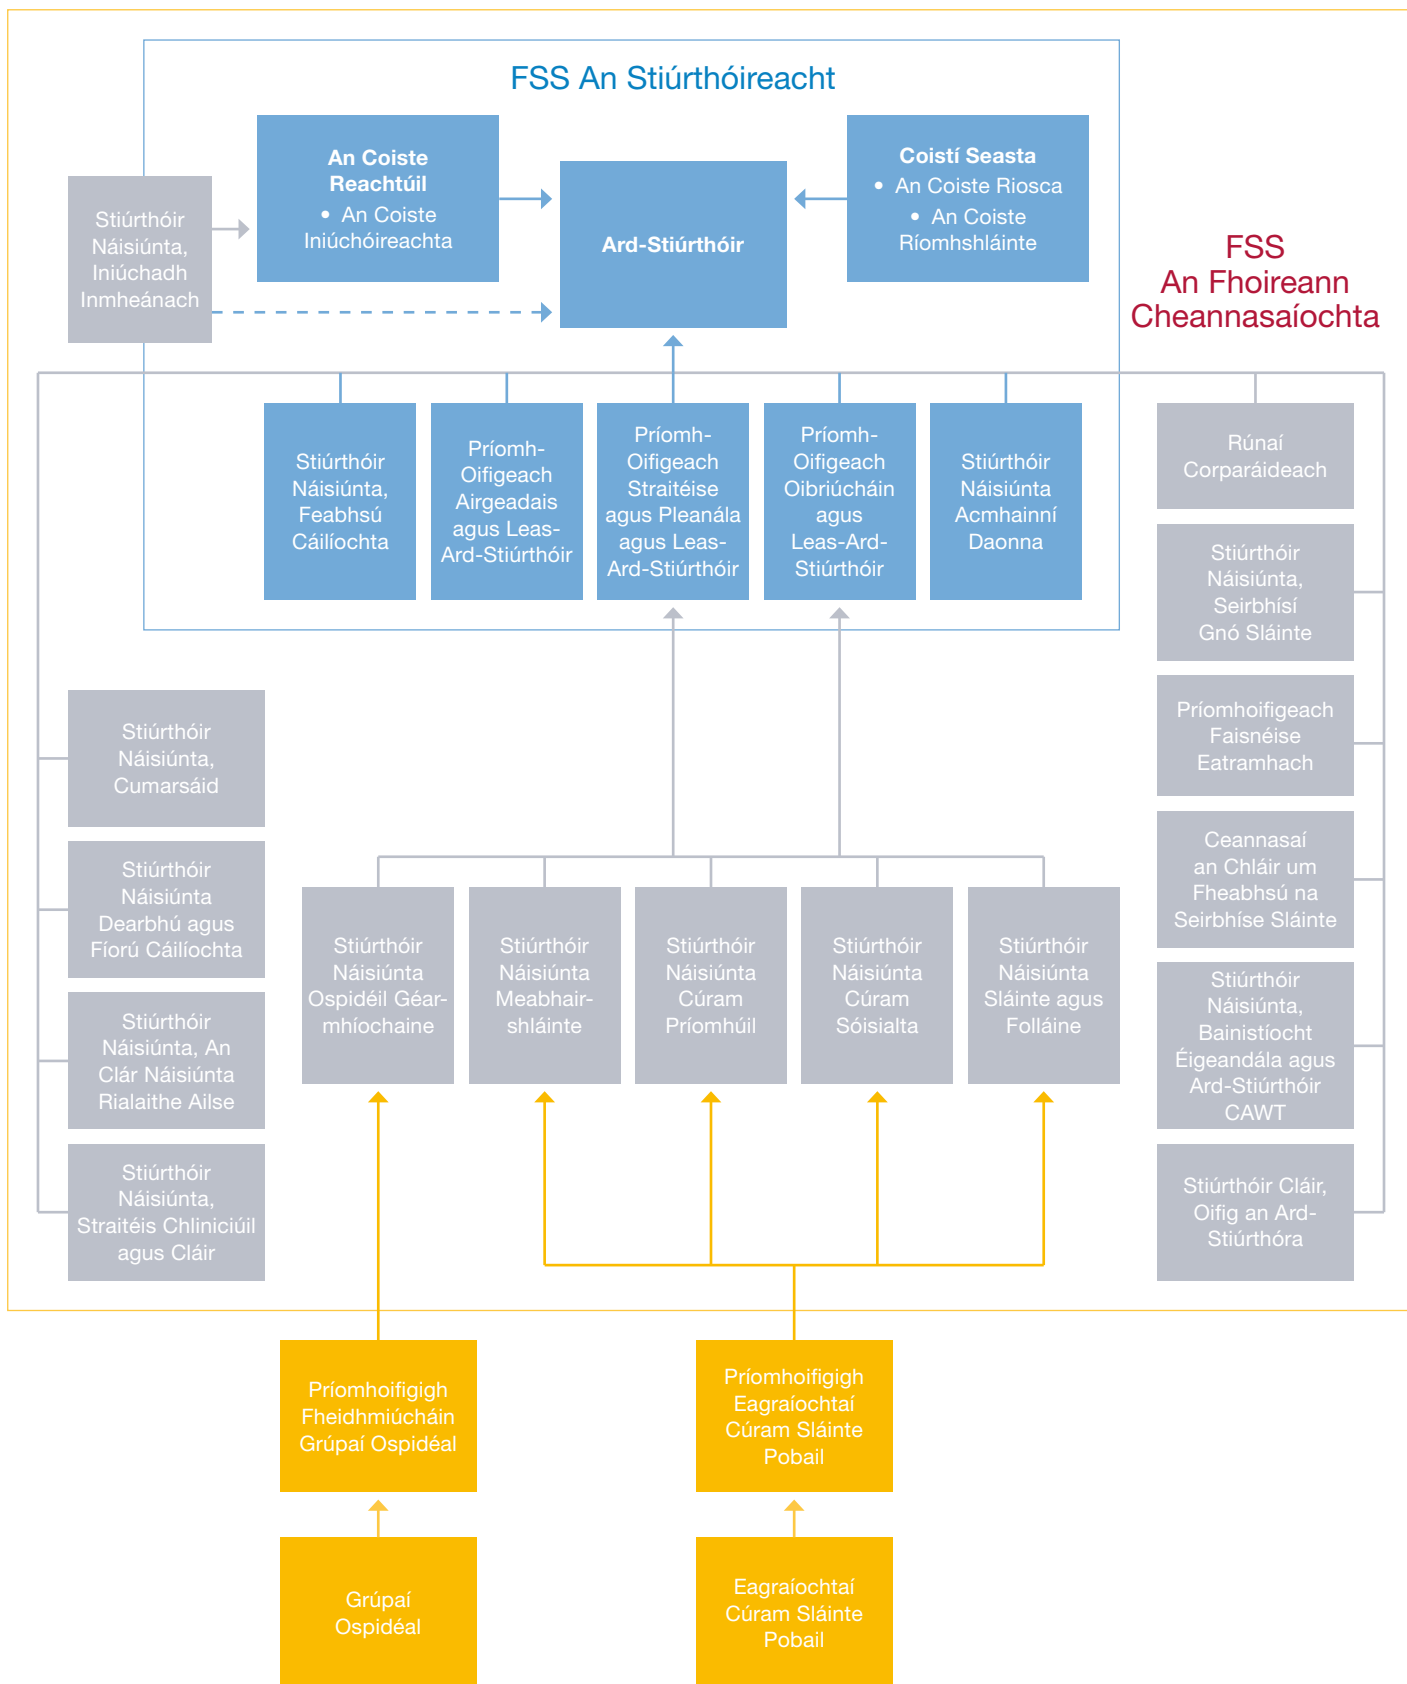 FSS An Stiúrthóireacht
An Coiste
Reachtúil
• An Coiste
Iniúchóireachta
Ard-Stiúrthóir
Coistí Seasta
• An Coiste Riosca
• An Coiste
Ríomhshláinte
Stiúrthóir
Náisiúnta,
Iniúchadh
Inmheánach
FSS
An Fhoireann
Cheannasaíochta
Stiúrthóir
Náisiúnta,
Feabhsú
Cáilíochta
Príomh-
Oifigeach
Airgeadais
agus Leas-
Ard-Stiúrthóir
Príomh-
Oifigeach
Straitéise
agus Pleanála
agus Leas-
Ard-Stiúrthóir
Príomh-
Oifigeach
Oibriúcháin
agus
Leas-Ard-
Stiúrthóir
Stiúrthóir
Náisiúnta
Acmhainní
Daonna
Rúnaí
Corparáideach
Stiúrthóir
Náisiúnta,
Seirbhísí
Gnó Sláinte
Príomhoifigeach
Faisnéise
Eatramhach
Ceannasaí
an Chláir um
Fheabhsú na
Seirbhíse Sláinte
Stiúrthóir
Náisiúnta,
Bainistíocht
Éigeandála agus
Ard-Stiúrthóir
CAWT
Stiúrthóir Cláir,
Oifig an Ard-
Stiúrthóra
Stiúrthóir
Náisiúnta,
Cumarsáid
Stiúrthóir
Náisiúnta
Dearbhú agus
Fíorú Cáilíochta
Stiúrthóir
Náisiúnta, An
Clár Náisiúnta
Rialaithe Ailse
Stiúrthóir
Náisiúnta,
Straitéis Chliniciúil
agus Cláir
Stiúrthóir
Náisiúnta
Ospidéil Géar-
mhíochaine
Stiúrthóir
Náisiúnta
Meabhair-
shláinte
Stiúrthóir
Náisiúnta
Cúram
Príomhúil
Stiúrthóir
Náisiúnta
Cúram
Sóisialta
Stiúrthóir
Náisiúnta
Sláinte agus
Folláine
Príomhoifigigh
Fheidhmiúcháin
Grúpaí Ospidéal
Príomhoifigigh
Eagraíochtaí
Cúram Sláinte
Pobail
Grúpaí
Ospidéal
Eagraíochtaí
Cúram Sláinte
Pobail